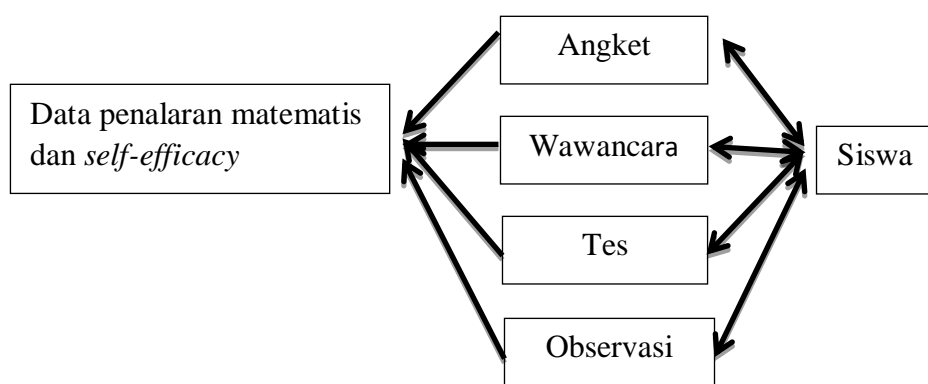 Angket
Data penalaran matematis
dan self-efficacy
Wawancara
Siswa
Tes
Observasi